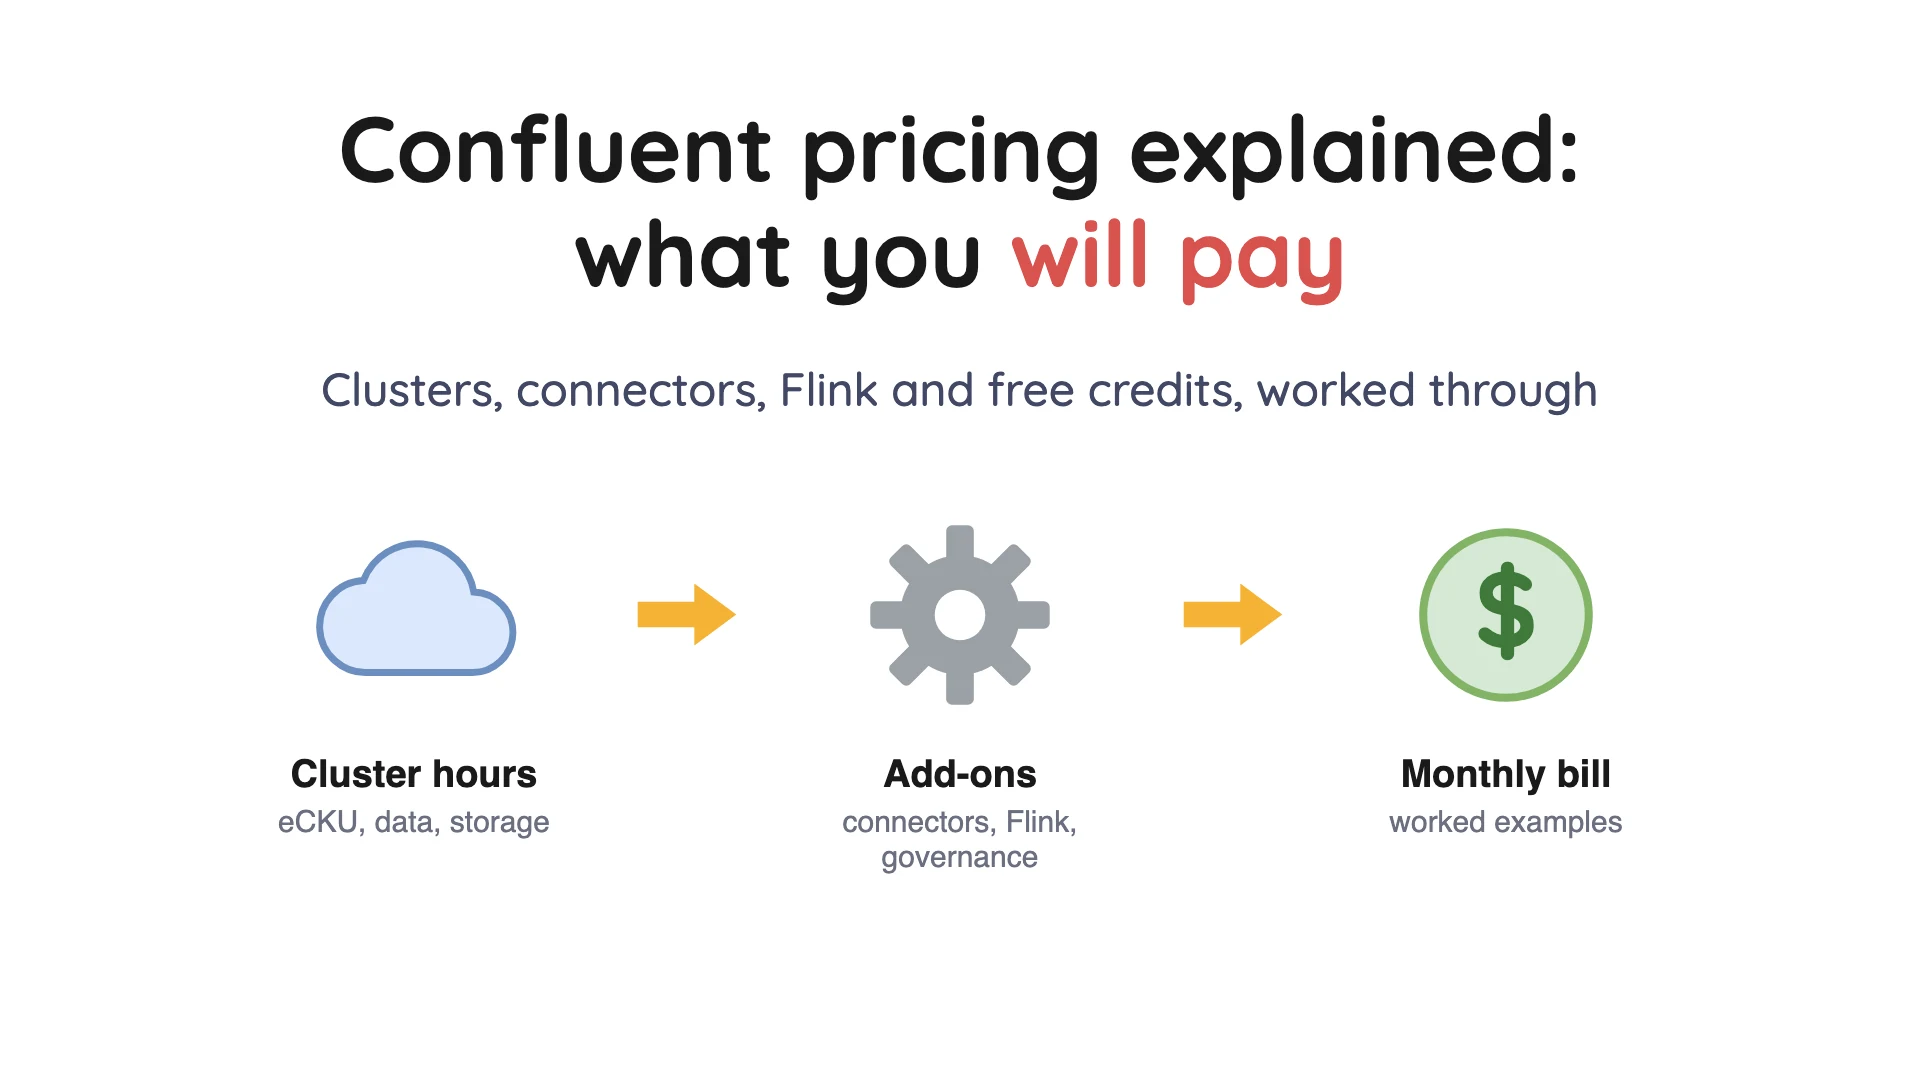 Confluent pricing explained:
what you will pay
Clusters, connectors, Flink and free credits, worked through
$
Cluster hours
eCKU, data, storage
Add-ons
connectors, Flink,
governance
Monthly bill
worked examples